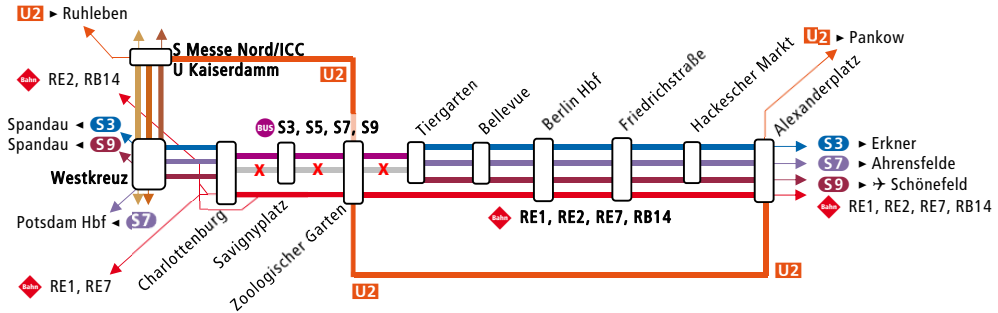 U2 ► Ruhleben
Bahn RE2, RB14
S Messe Nord/ICC
U Kaiserdamm
U2
U2 ► Pankow
Spandau ◄ S3
Spandau ◄ S9
Westkreuz
Potsdam Hbf ◄ S7
Bahn RE1, RE7
BUS S3, S5, S7, S9
X X X
Charlottenburg
Savignyplatz
Zoologischer Garten
Tiergarten
Bellevue
Berlin Hbf
Friedrichstraße
Hackescher Markt
Alexanderplatz
Bahn RE1, RE2, RE7, RB14
S3 ► Erkner
S7 ► Ahrensfelde
S9 ► ✈ Schönefeld
Bahn RE1, RE2, RE7, RB14
U2
U2